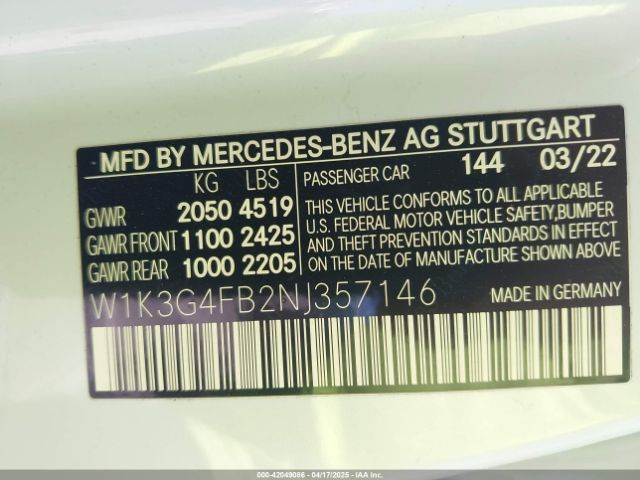 MFD BY MERCEDES-BENZ AG STUTTGART
KG LBS PASSENGER CAR 144 03/22
GVWR 2050 4519
GAWR FRONT 1100 2425
GAWR REAR 1000 2205
THIS VEHICLE CONFORMS TO ALL APPLICABLE
U.S. FEDERAL MOTOR VEHICLE SAFETY,BUMPER
AND THEFT PREVENTION STANDARDS IN EFFECT
ON THE DATE OF MANUFACTURE SHOWN ABOVE.
W1K3G4FB2NJ357146 MADE IN GERMANY
000-42049086 - 04/17/2025 - IAAI.COM